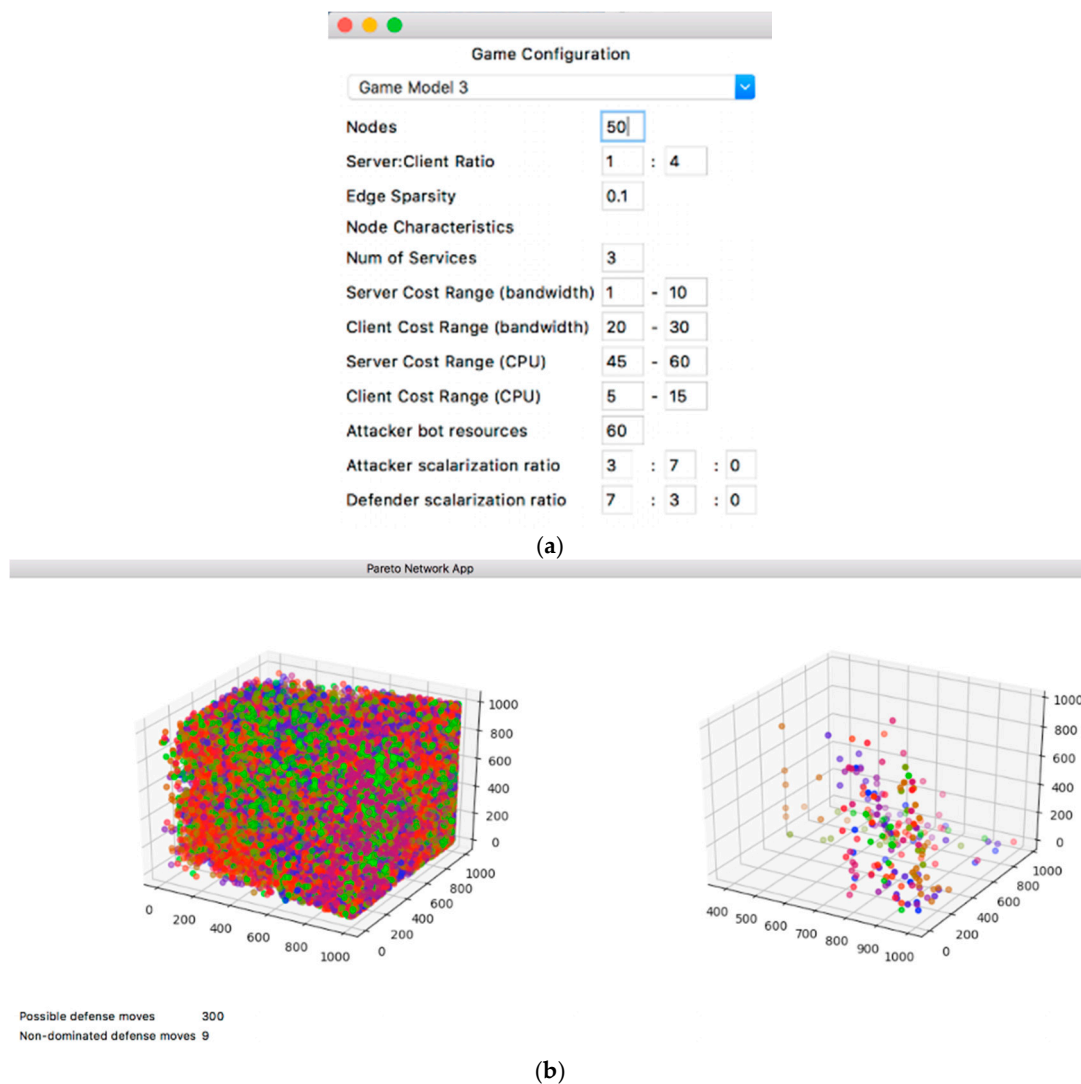 Game Configuration
Game Model 3
Nodes 50
Server:Client Ratio 1 : 4
Edge Sparsity 0.1
Node Characteristics
Num of Services 3
Server Cost Range (bandwidth) 1 - 10
Client Cost Range (bandwidth) 20 - 30
Server Cost Range (CPU) 45 - 60
Client Cost Range (CPU) 5 - 15
Attacker bot resources 60
Attacker scalarization ratio 3 : 7 : 0
Defender scalarization ratio 7 : 3 : 0
(a)
Pareto Network App
1000
800
600
400
200
0
1000
800
600
400
200
0
0 200 400 600 800 1000
1000
800
600
400
200
0
1000
800
600
400
200
0
400 500 600 700 800 900 1000
Possible defense moves 300
Non-dominated defense moves 9
(b)